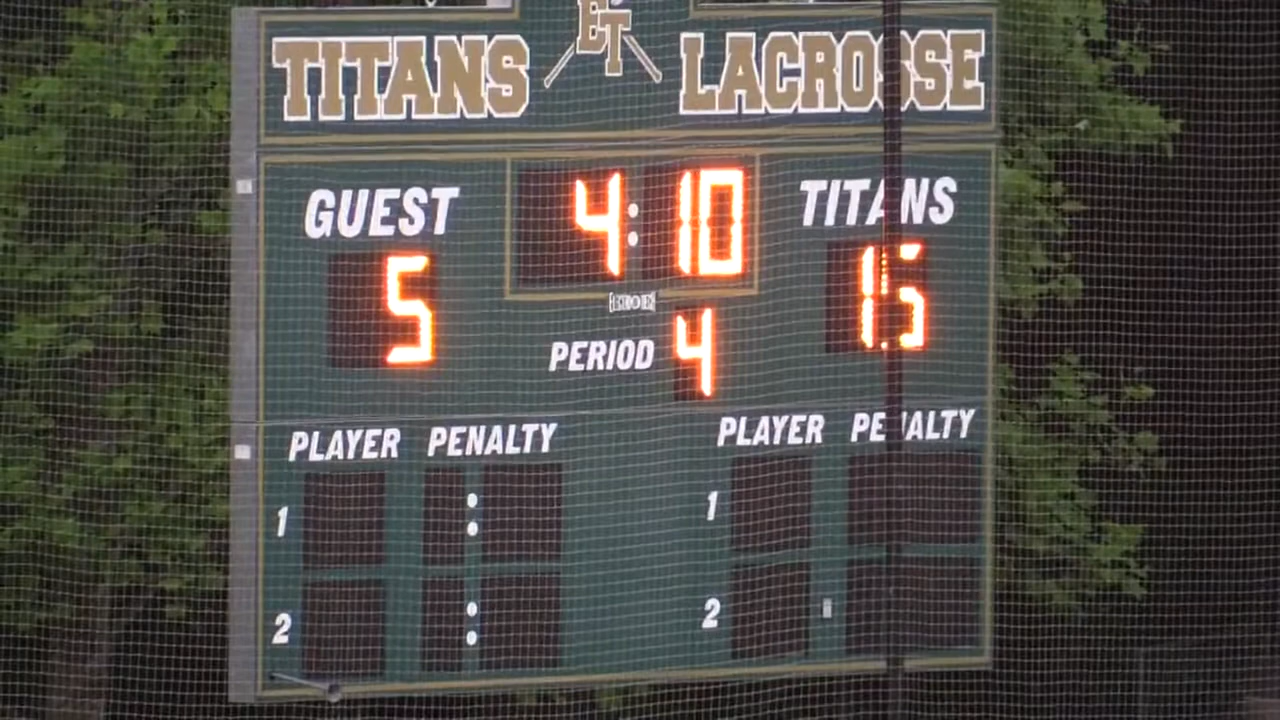 TITANS ET LACROSSE
GUEST 4:10 TITANS
5 15
PERIOD 4
PLAYER PENALTY PLAYER PENALTY
1 : 1
2 : 2